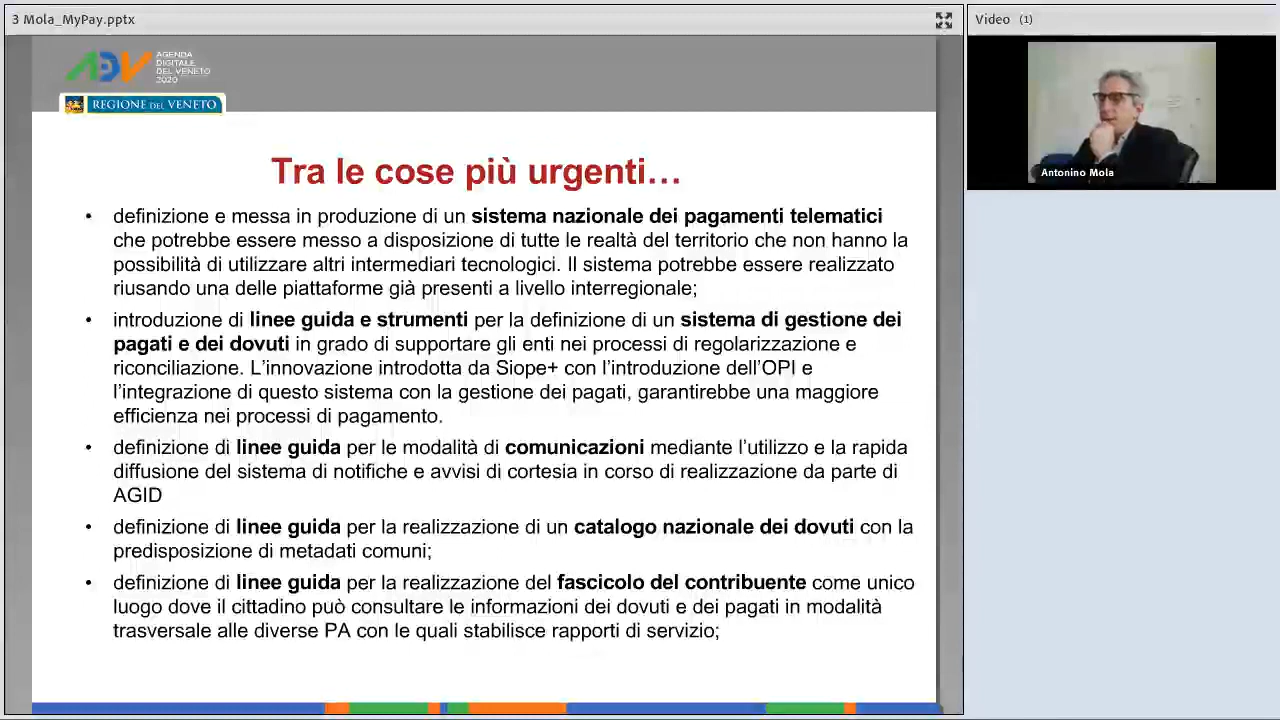 3 Mola_MyPay.pptx
Video (1)
ADV
AGENDA
DIGITALE
DEL VENETO
2020
REGIONE DEL VENETO
Antonino Mola
Tra le cose più urgenti…
• definizione e messa in produzione di un sistema nazionale dei pagamenti telematici
che potrebbe essere messo a disposizione di tutte le realtà del territorio che non hanno la
possibilità di utilizzare altri intermediari tecnologici. Il sistema potrebbe essere realizzato
riusando una delle piattaforme già presenti a livello interregionale;
• introduzione di linee guida e strumenti per la definizione di un sistema di gestione dei
pagati e dei dovuti in grado di supportare gli enti nei processi di regolarizzazione e
riconciliazione. L’innovazione introdotta da Siope+ con l’introduzione dell’OPI e
l’integrazione di questo sistema con la gestione dei pagati, garantirebbe una maggiore
efficienza nei processi di pagamento.
• definizione di linee guida per le modalità di comunicazioni mediante l’utilizzo e la rapida
diffusione del sistema di notifiche e avvisi di cortesia in corso di realizzazione da parte di
AGID
• definizione di linee guida per la realizzazione di un catalogo nazionale dei dovuti con la
predisposizione di metadati comuni;
• definizione di linee guida per la realizzazione del fascicolo del contribuente come unico
luogo dove il cittadino può consultare le informazioni dei dovuti e dei pagati in modalità
trasversale alle diverse PA con le quali stabilisce rapporti di servizio;